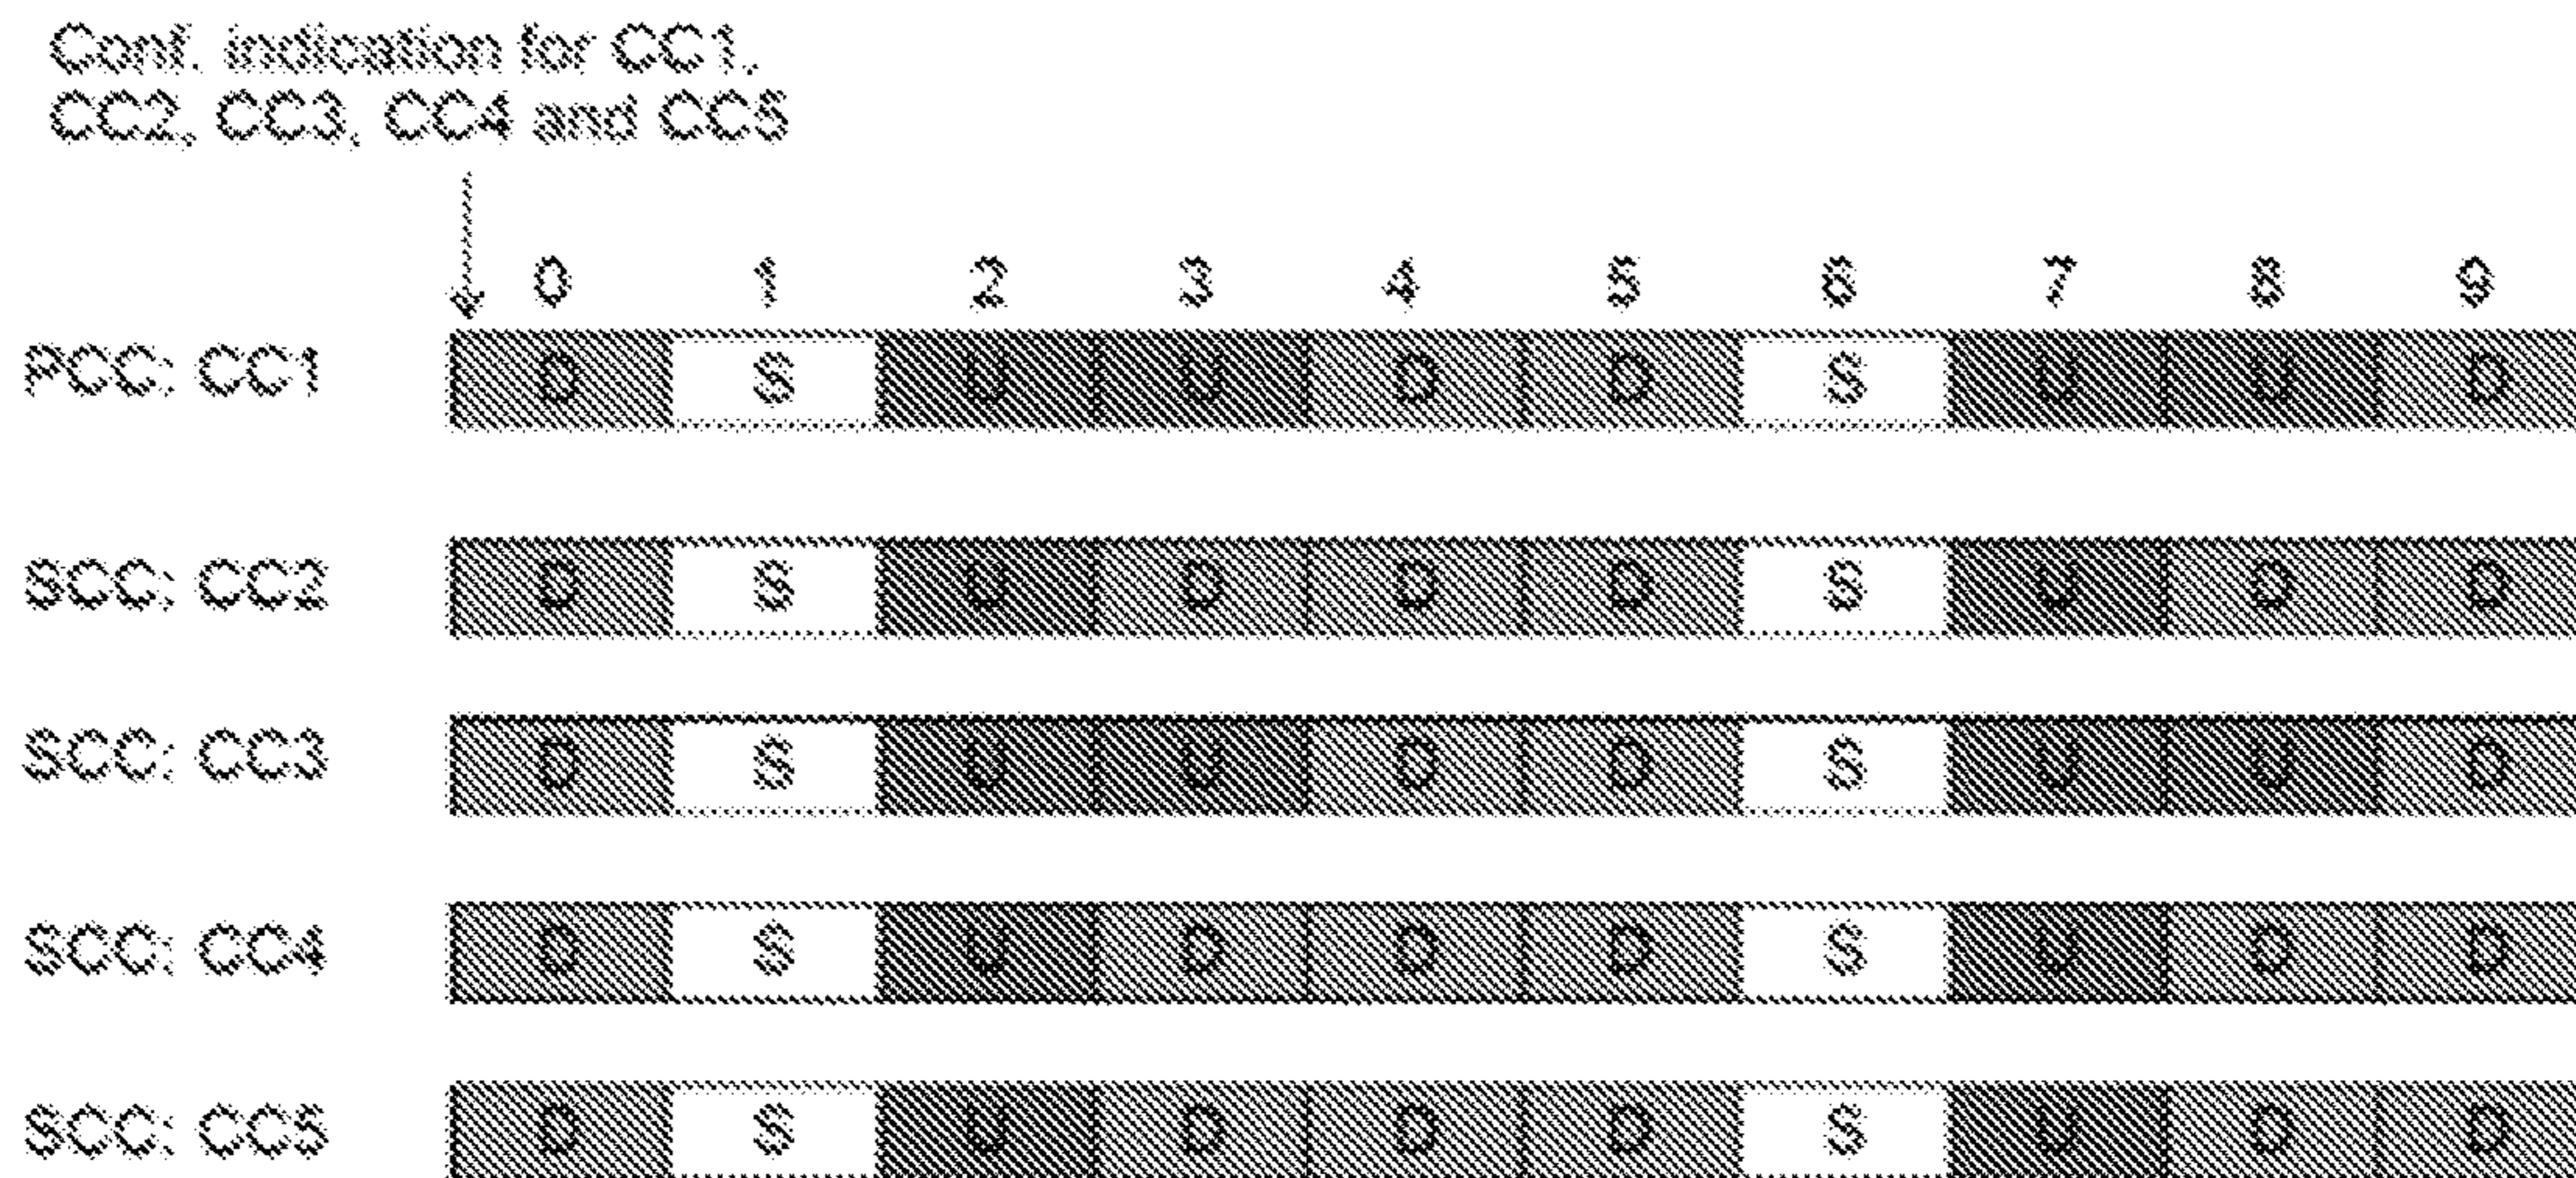 Conf. indication for CC1,
CC2, CC3, CC4 and CC5
0 1 2 3 4 5 6 7 8 9
PCC: CC1 D S U U D D S U U D
SCC: CC2 D S U D D D S U D D
SCC: CC3 D S U U D D S U U D
SCC: CC4 D S U D D D S U D D
SCC: CC5 D S U D D D S U D D